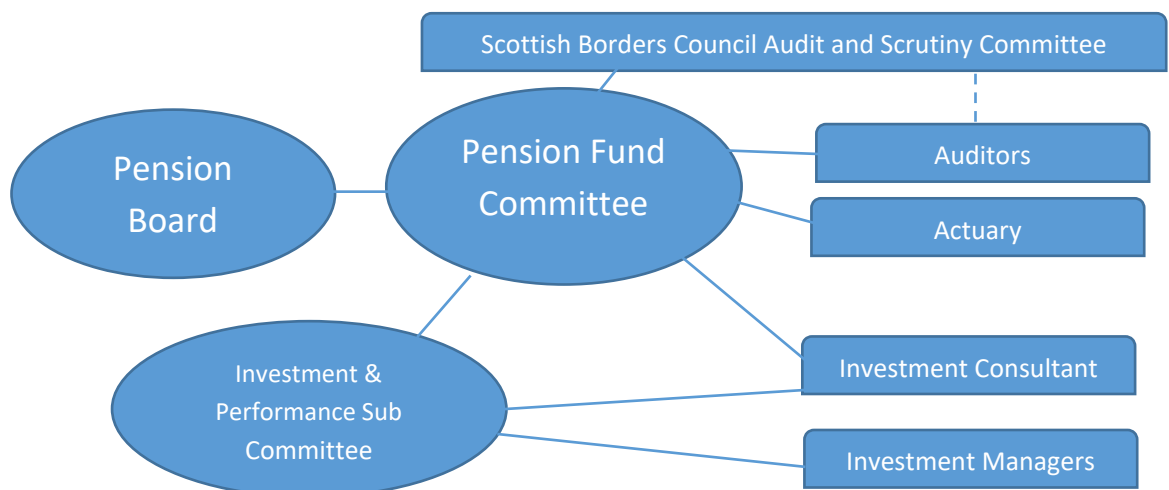 Scottish Borders Council Audit and Scrutiny Committee
Pension
Board
Pension Fund
Committee
Auditors
Actuary
Investment &
Performance Sub
Committee
Investment Consultant
Investment Managers